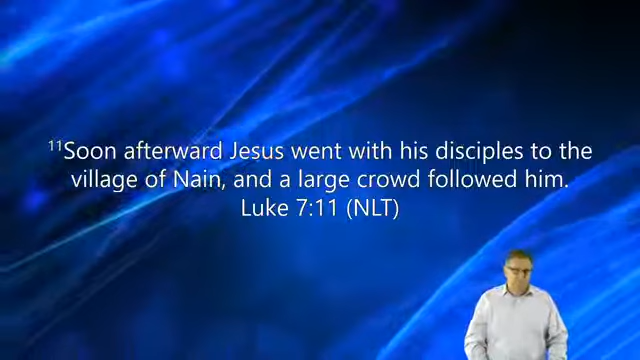 ¹¹Soon afterward Jesus went with his disciples to the
village of Nain, and a large crowd followed him.
Luke 7:11 (NLT)